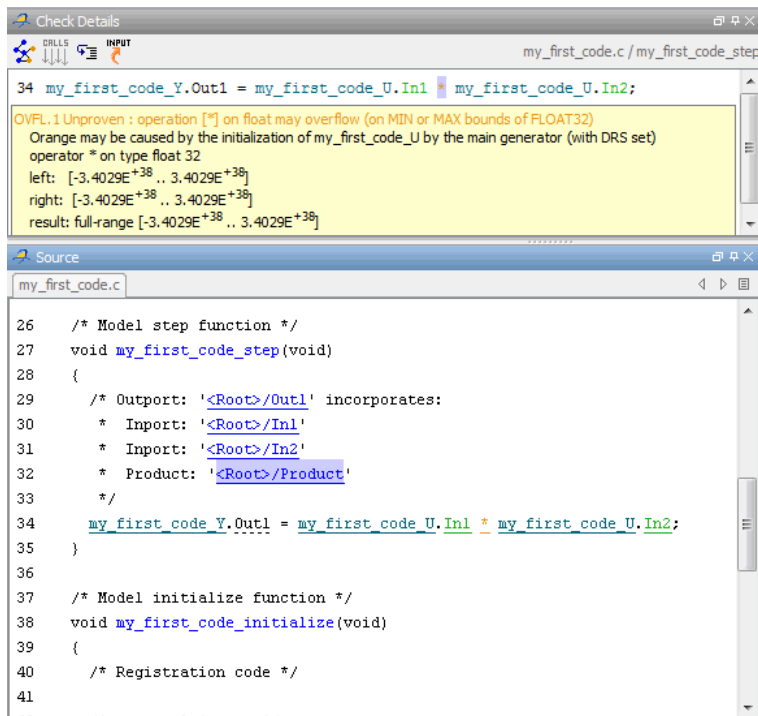 Check Details
CALLS INPUT my_first_code.c / my_first_code_step
34 my_first_code_Y.Out1 = my_first_code_U.In1 * my_first_code_U.In2;
OVFL.1 Unproven : operation [*] on float may overflow (on MIN or MAX bounds of FLOAT32)
Orange may be caused by the initialization of my_first_code_U by the main generator (with DRS set)
operator * on type float 32
left: [-3.4029E+38 .. 3.4029E+38]
right: [-3.4029E+38 .. 3.4029E+38]
result: full-range [-3.4029E+38 .. 3.4029E+38]
Source
my_first_code.c
26 /* Model step function */
27 void my_first_code_step(void)
28 {
29 /* Outport: '<Root>/Out1' incorporates:
30 * Inport: '<Root>/In1'
31 * Inport: '<Root>/In2'
32 * Product: '<Root>/Product'
33 */
34 my_first_code_Y.Out1 = my_first_code_U.In1 * my_first_code_U.In2;
35 }
36
37 /* Model initialize function */
38 void my_first_code_initialize(void)
39 {
40 /* Registration code */
41